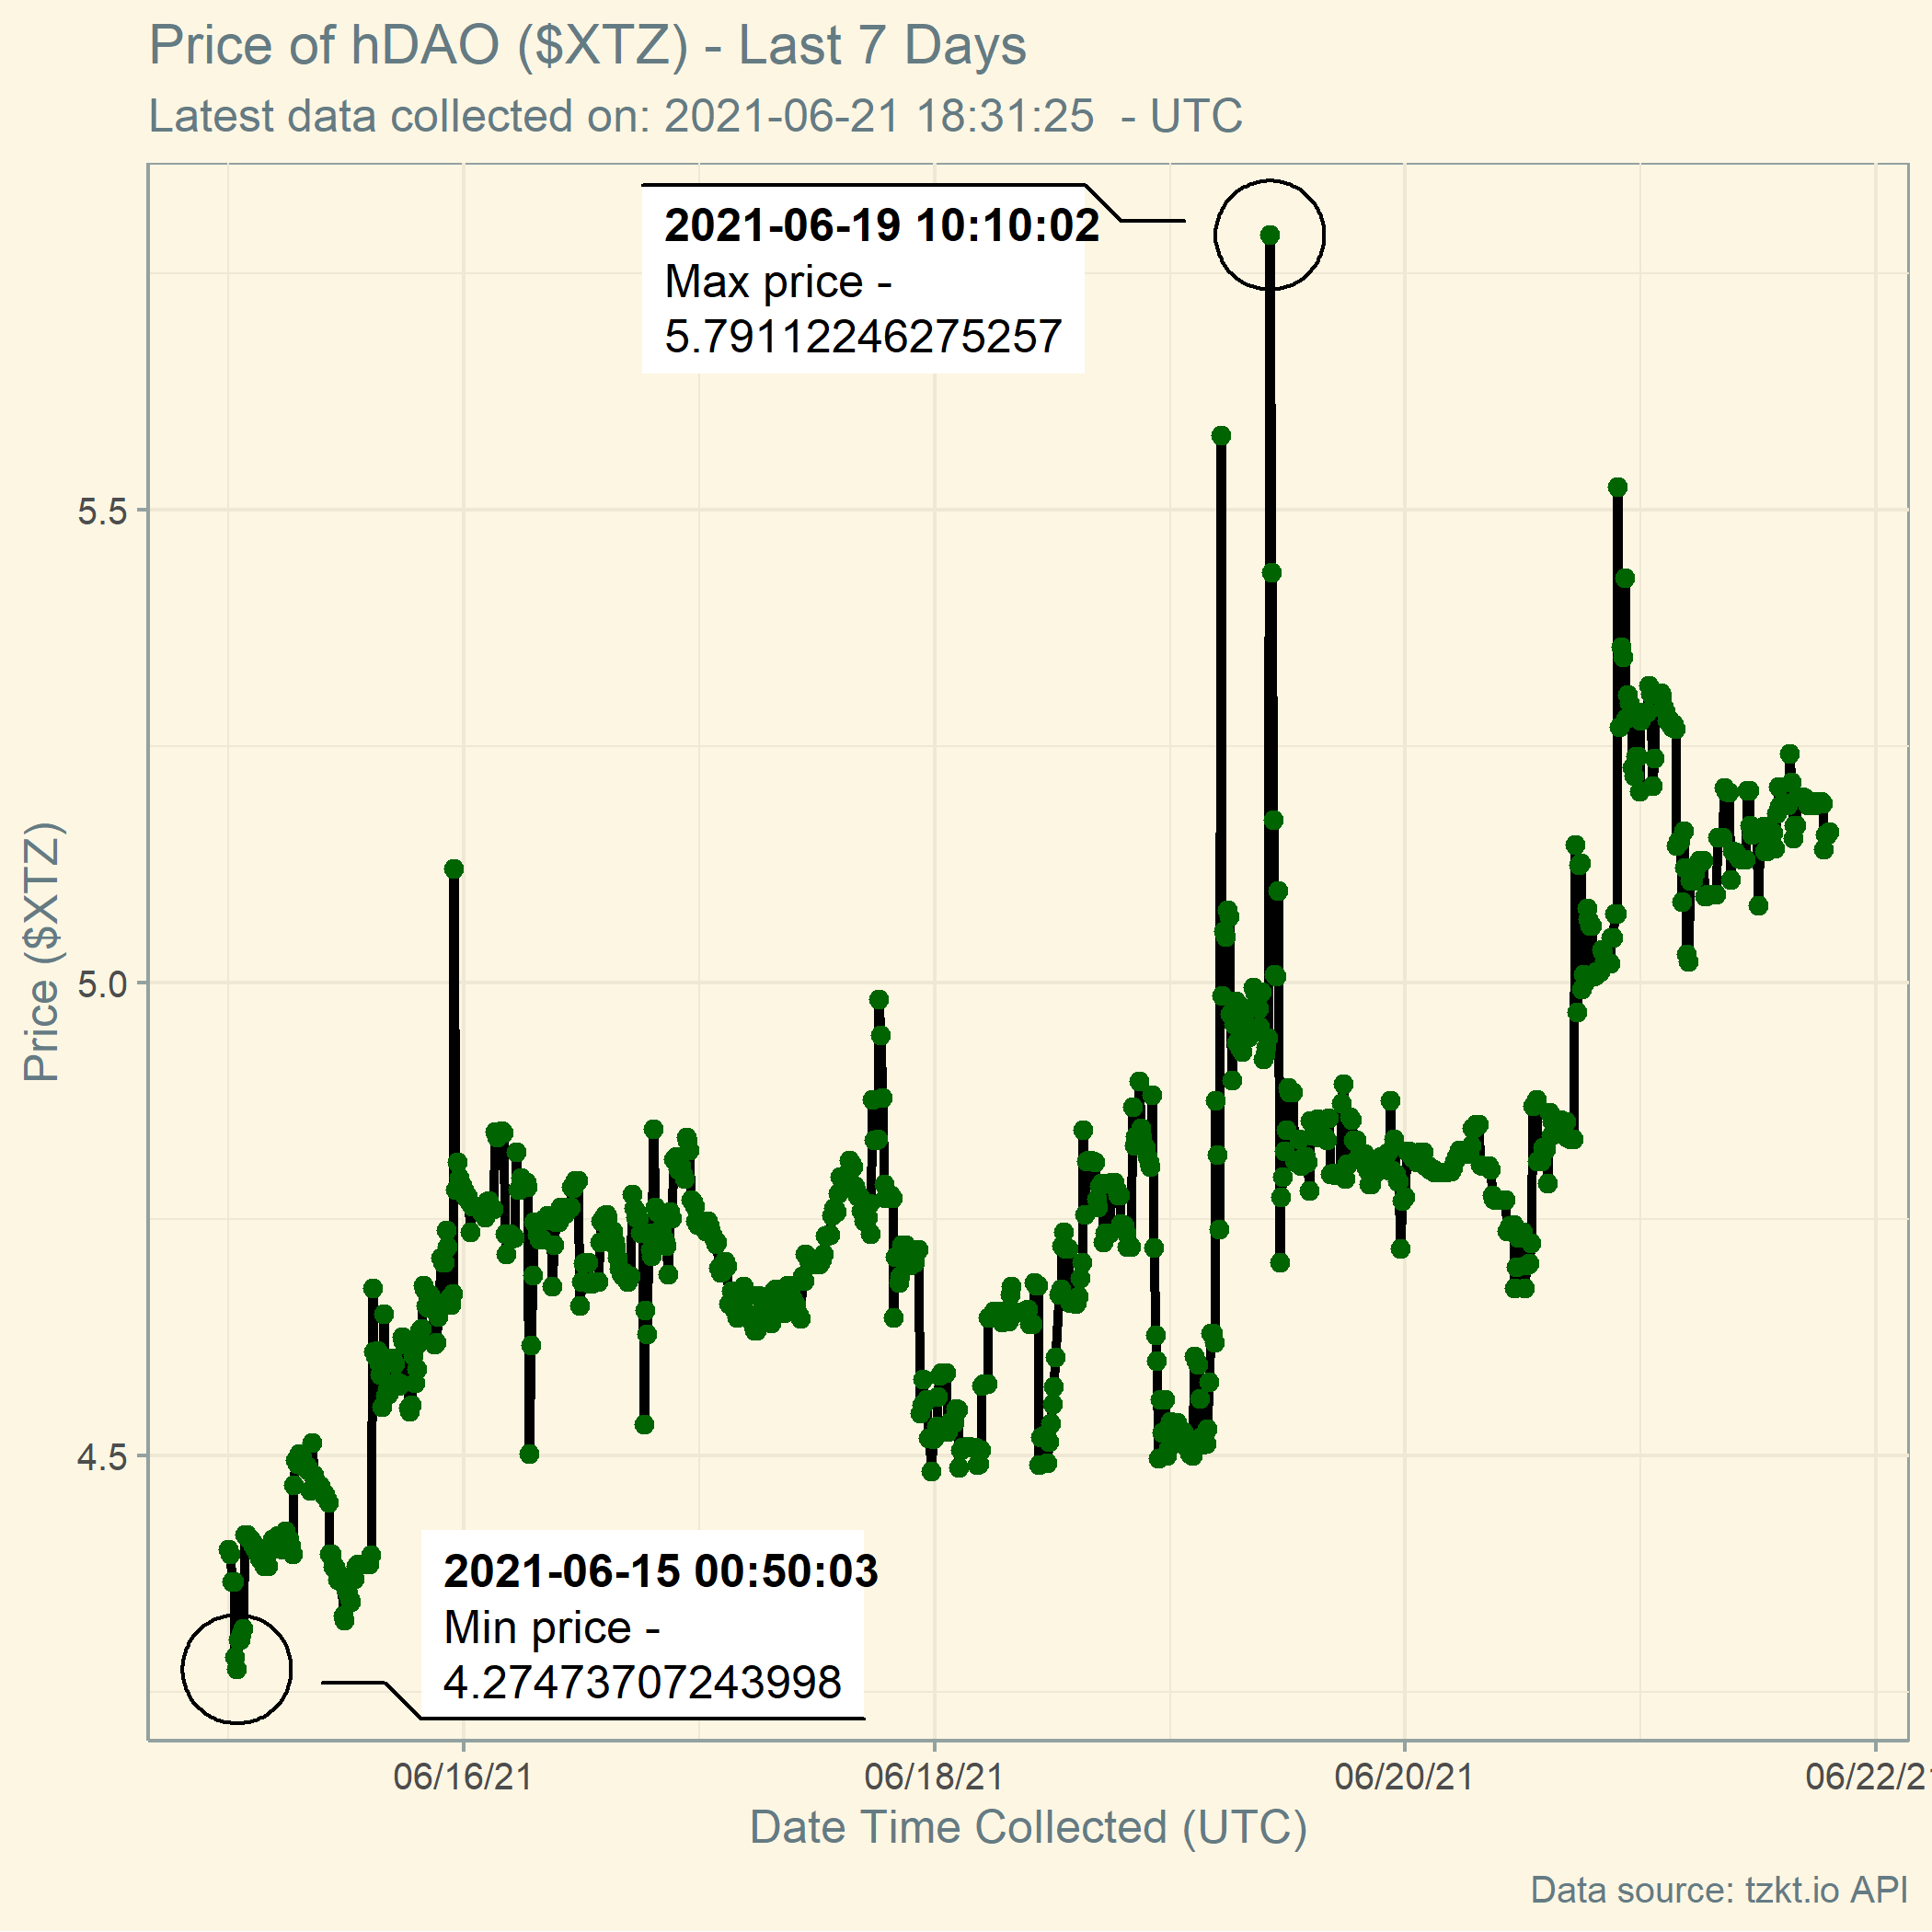 Price of hDAO ($XTZ) - Last 7 Days
Latest data collected on: 2021-06-21 18:31:25  - UTC
2021-06-19 10:10:02
Max price -
5.79112246275257
5.5
5.0
4.5
Price ($XTZ)
2021-06-15 00:50:03
Min price -
4.27473707243998
06/16/21
06/18/21
06/20/21
06/22/21
Date Time Collected (UTC)
Data source: tzkt.io API